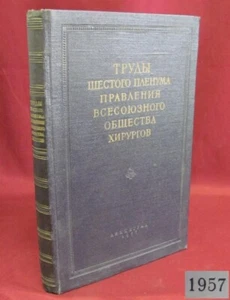 ТРУДЫ
ШЕСТОГО ПЛЕНУМА
ПРАВЛЕНИЯ
ВСЕСОЮЗНОГО
ОБЩЕСТВА
ХИРУРГОВ
1957